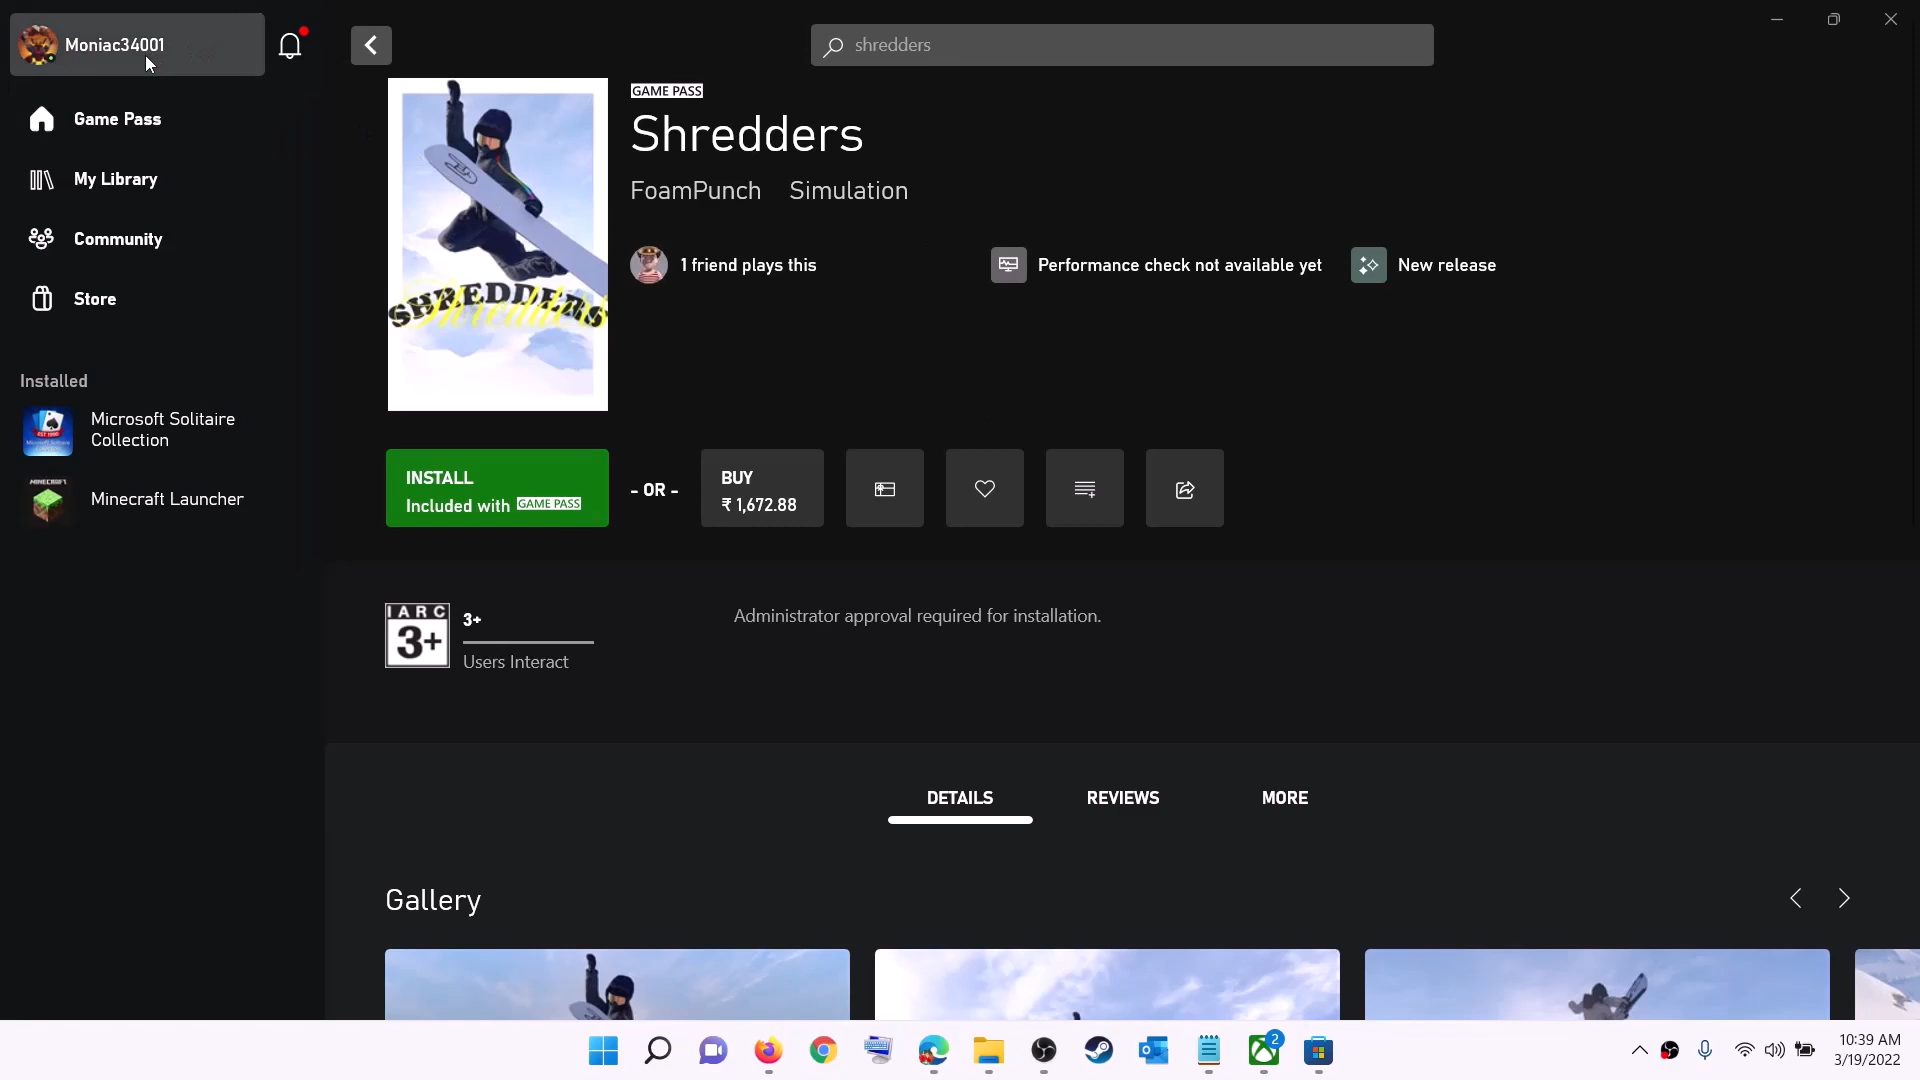 Moniac34001
shredders
Game Pass
My Library
Community
Store
Installed
Microsoft Solitaire
Collection
MINECRAFT
Minecraft Launcher
SHREDDERS
Shredders
GAME PASS
Shredders
FoamPunch Simulation
1 friend plays this
Performance check not available yet
New release
INSTALL
Included with GAME PASS
- OR -
BUY
₹ 1,672.88
IARC
3+
3+
Users Interact
Administrator approval required for installation.
DETAILS
REVIEWS
MORE
Gallery
2
10:39 AM
3/19/2022